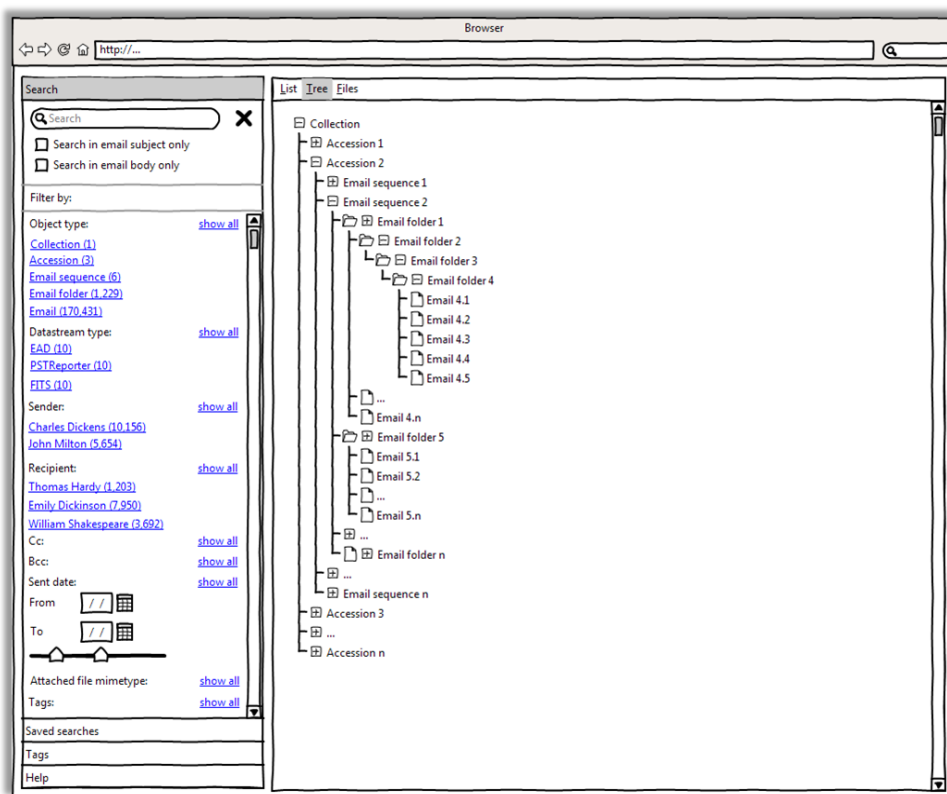 Browser
http://...
Search
Search
Search in email subject only
Search in email body only
Filter by:
Object type: show all
Collection (1)
Accession (3)
Email sequence (6)
Email folder (1,229)
Email (170,431)
Datastream type: show all
EAD (10)
PSTReporter (10)
FITS (10)
Sender: show all
Charles Dickens (10,156)
John Milton (5,654)
Recipient: show all
Thomas Hardy (1,203)
Emily Dickinson (7,950)
William Shakespeare (3,692)
Cc: show all
Bcc: show all
Sent date: show all
From / /
To / /
Attached file mimetype: show all
Tags: show all
Saved searches
Tags
Help
List Tree Files
Collection
Accession 1
Accession 2
Email sequence 1
Email sequence 2
Email folder 1
Email folder 2
Email folder 3
Email folder 4
Email 4.1
Email 4.2
Email 4.3
Email 4.4
Email 4.5
...
Email 4.n
Email folder 5
Email 5.1
Email 5.2
...
Email 5.n
...
Email folder n
...
Email sequence n
Accession 3
...
Accession n